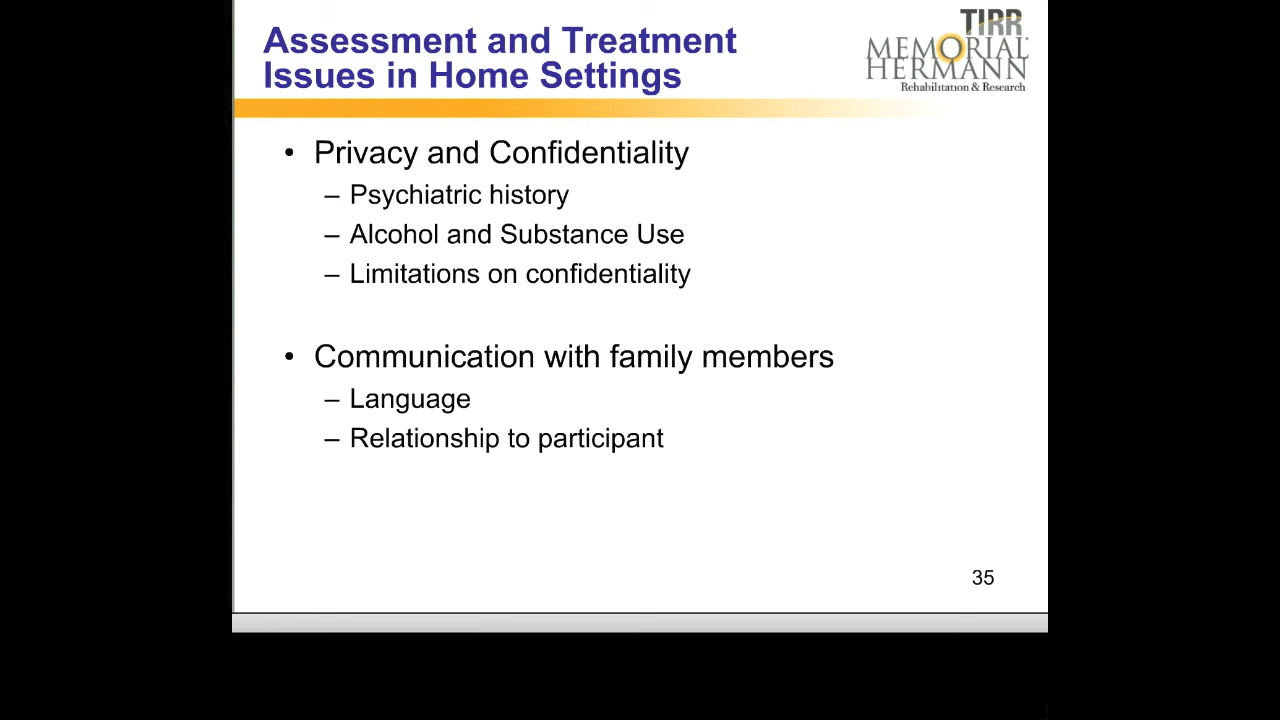 Assessment and Treatment
Issues in Home Settings
TIRR
MEMORIAL
HERMANN
Rehabilitation & Research
• Privacy and Confidentiality
– Psychiatric history
– Alcohol and Substance Use
– Limitations on confidentiality
• Communication with family members
– Language
– Relationship to participant
35